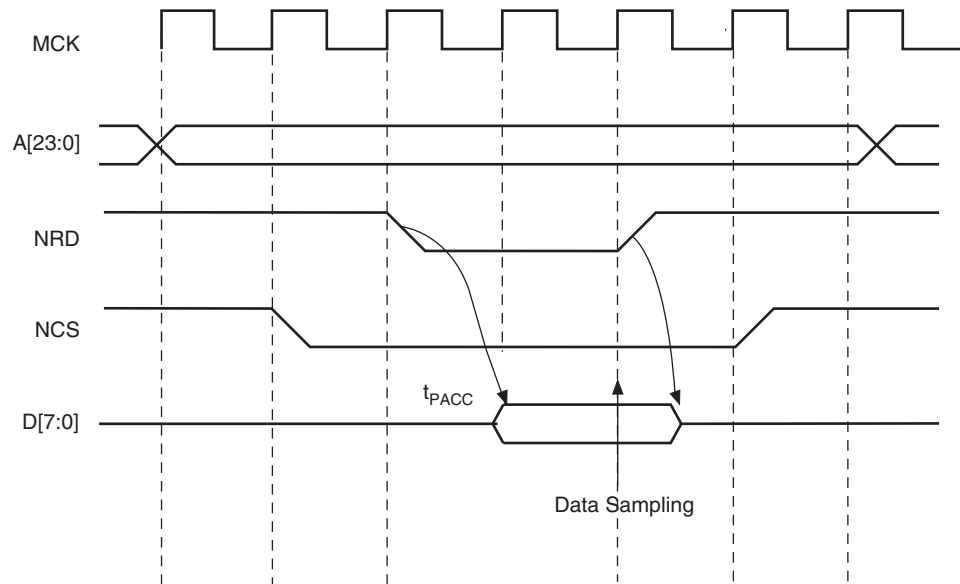 MCK
A[23:0]
NRD
NCS
tPACC
D[7:0]
Data Sampling